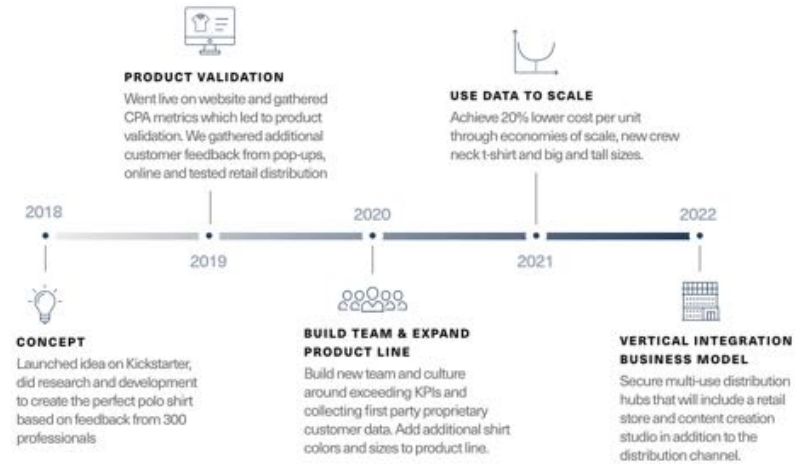 PRODUCT VALIDATION
Went live on website and gathered
CPA metrics which led to product
validation. We gathered additional
customer feedback from pop-ups,
online and tested retail distribution
USE DATA TO SCALE
Achieve 20% lower cost per unit
through economies of scale, new crew
neck t-shirt and big and tall sizes.
2018
2020
2022
2019
2021
CONCEPT
Launched idea on Kickstarter,
did research and development
to create the perfect polo shirt
based on feedback from 300
professionals
BUILD TEAM & EXPAND
PRODUCT LINE
Build new team and culture
around exceeding KPIs and
collecting first party proprietary
customer data. Add additional shirt
colors and sizes to product line.
VERTICAL INTEGRATION
BUSINESS MODEL
Secure multi-use distribution
hubs that will include a retail
store and content creation
studio in addition to the
distribution channel.